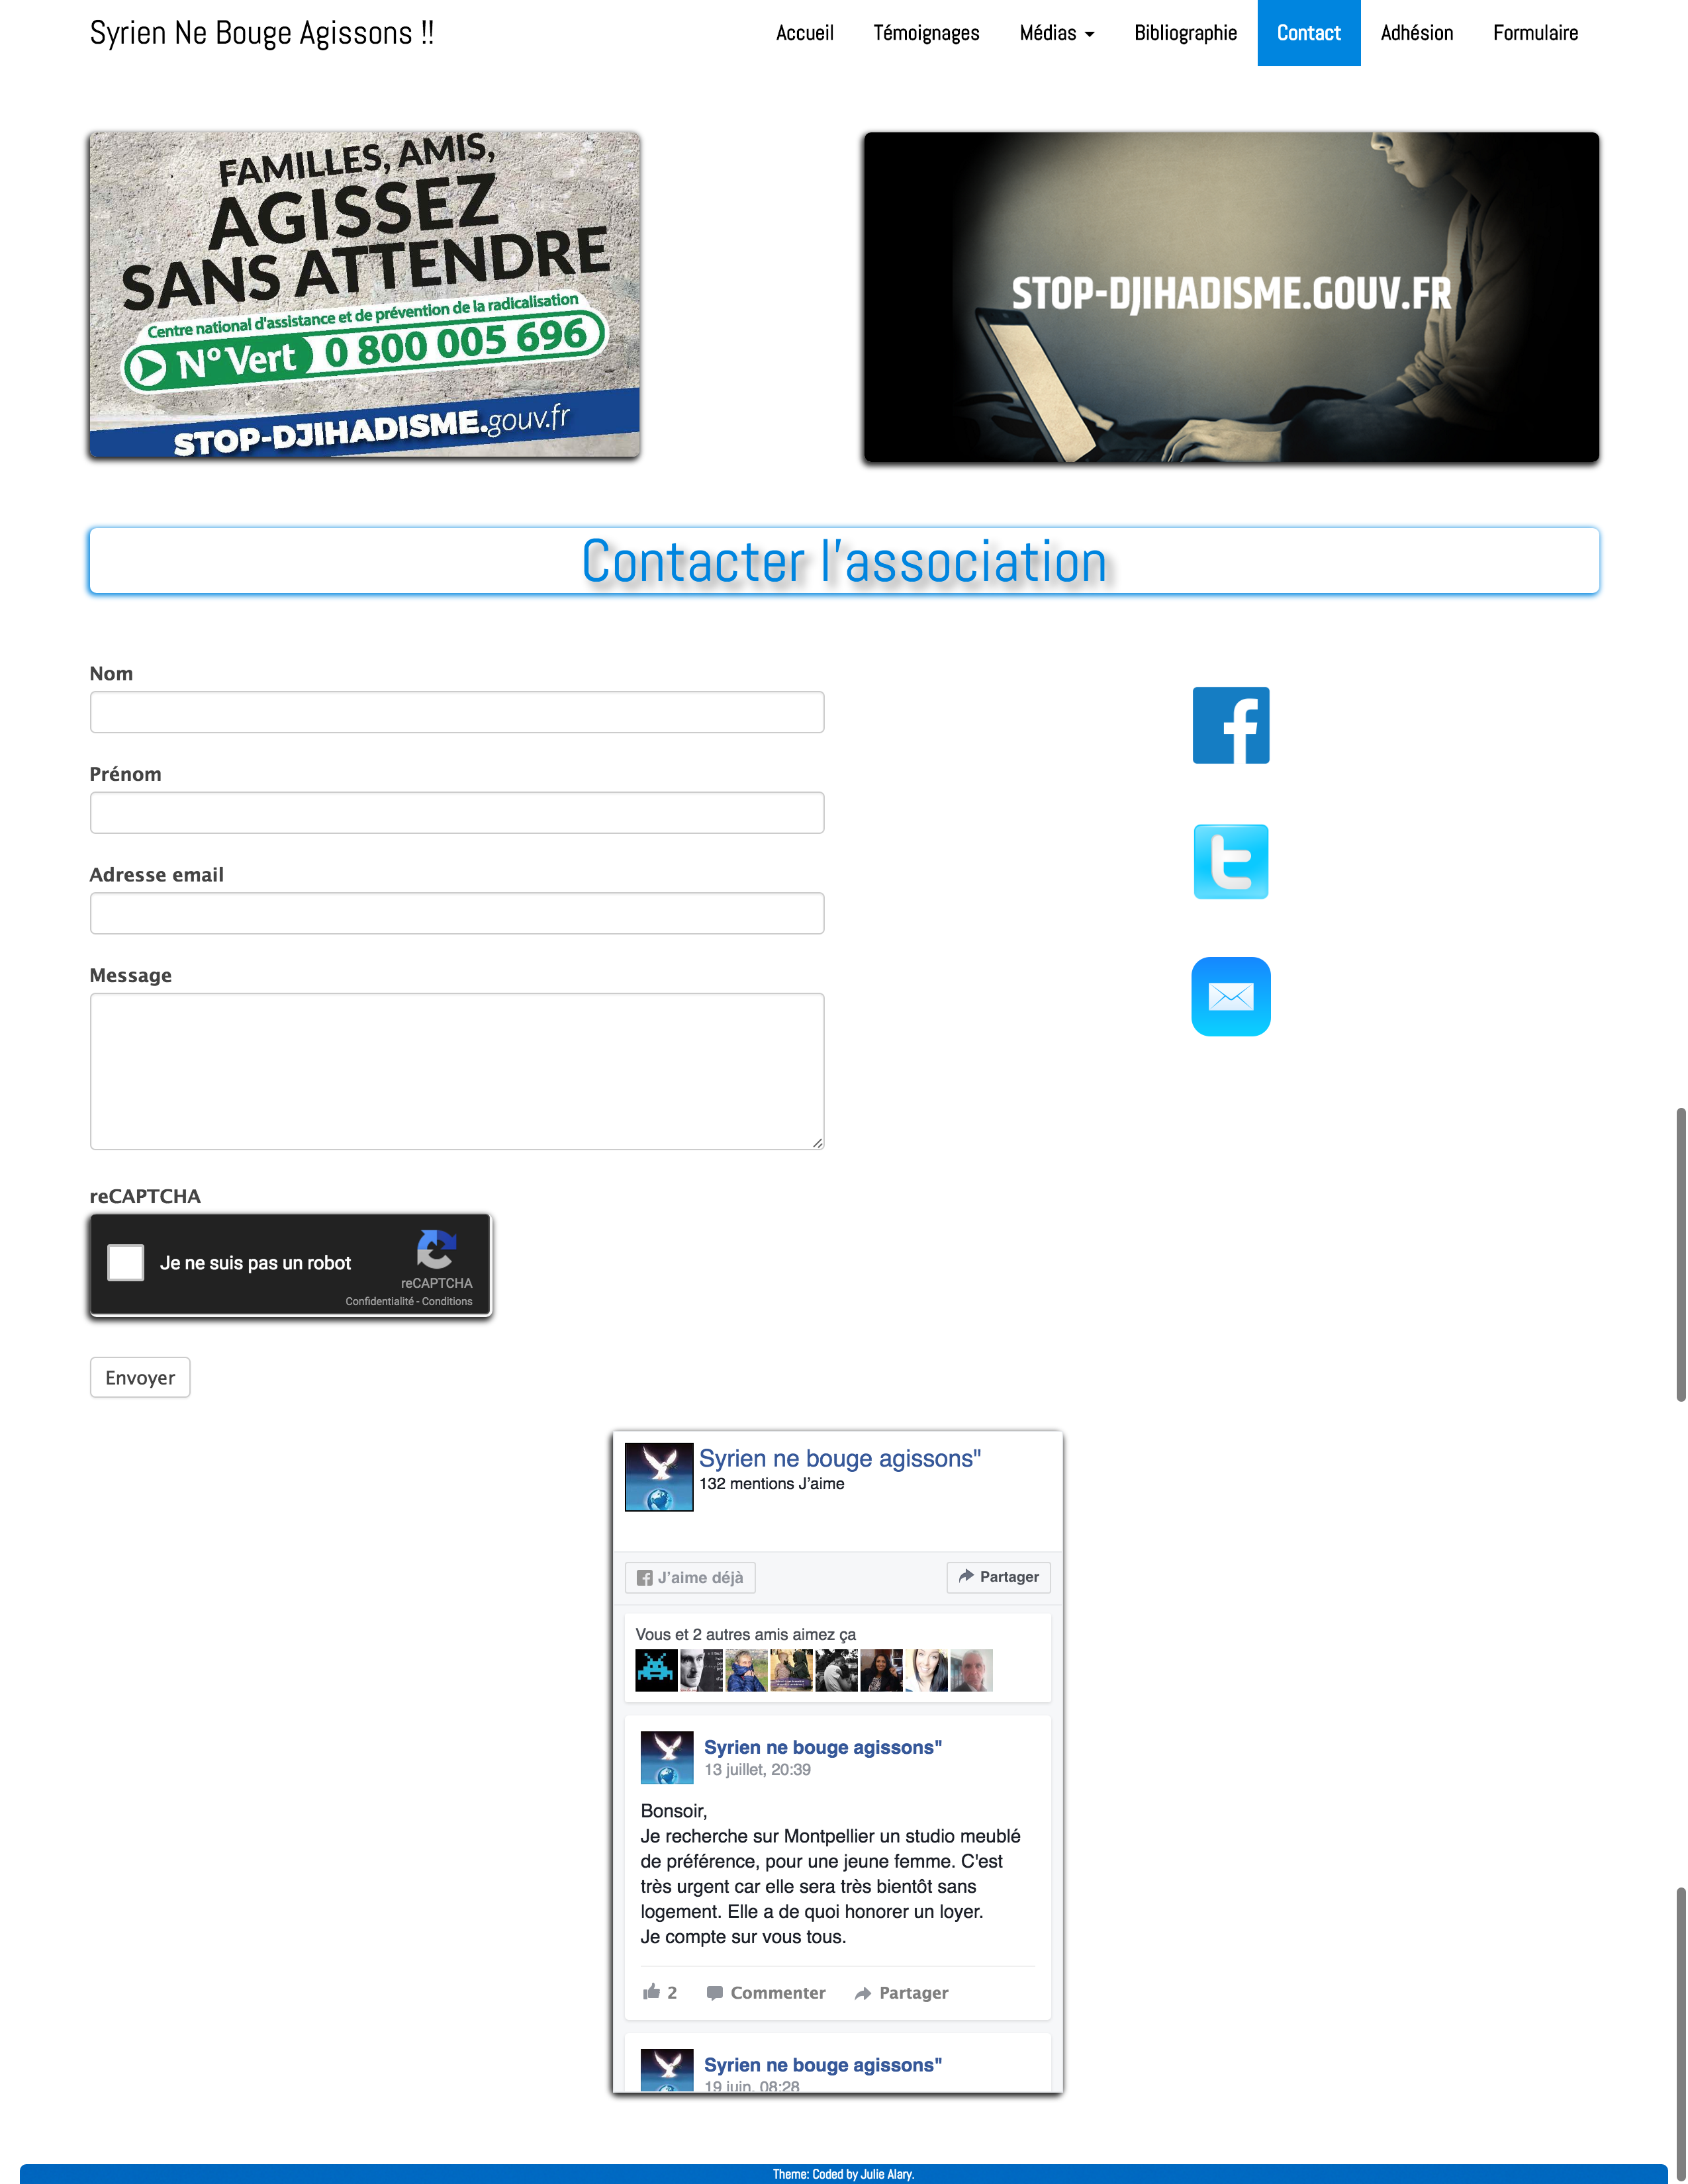 Syrien Ne Bouge Agissons !!
Accueil
Témoignages
Médias
Bibliographie
Contact
Adhésion
Formulaire
FAMILLES, AMIS,
AGISSEZ
SANS ATTENDRE
Centre national d'assistance et de prévention de la radicalisation
N° Vert 0 800 005 696
STOP-DJIHADISME.gouv.fr
STOP-DJIHADISME.GOUV.FR
Contacter l'association
Nom
Prénom
Adresse email
Message
reCAPTCHA
Je ne suis pas un robot
reCAPTCHA
Confidentialité - Conditions
Envoyer
Syrien ne bouge agissons"
132 mentions J'aime
J'aime déjà
Partager
Vous et 2 autres amis aimez ça
Syrien ne bouge agissons"
13 juillet, 20:39
Bonsoir,
Je recherche sur Montpellier un studio meublé
de préférence, pour une jeune femme. C'est
très urgent car elle sera très bientôt sans
logement. Elle a de quoi honorer un loyer.
Je compte sur vous tous.
2
Commenter
Partager
Syrien ne bouge agissons"
19 juin, 08:28
Theme: Coded by Julie Alary.